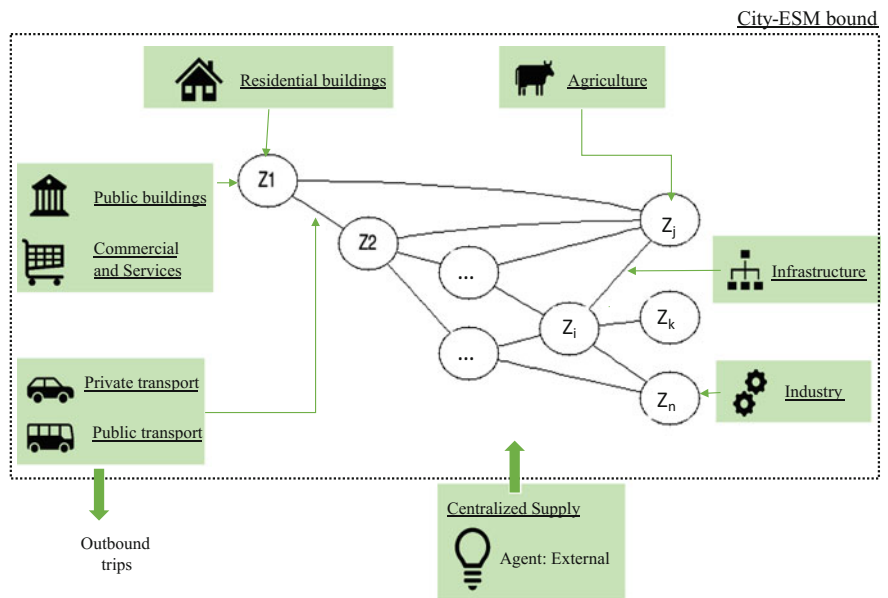 City-ESM bound
Residential buildings
Agriculture
Public buildings
Commercial
and Services
Z1
Z2
Zj
...
Infrastructure
Zi
Zk
...
Private transport
Public transport
Zn
Industry
Centralized Supply
Agent: External
Outbound
trips